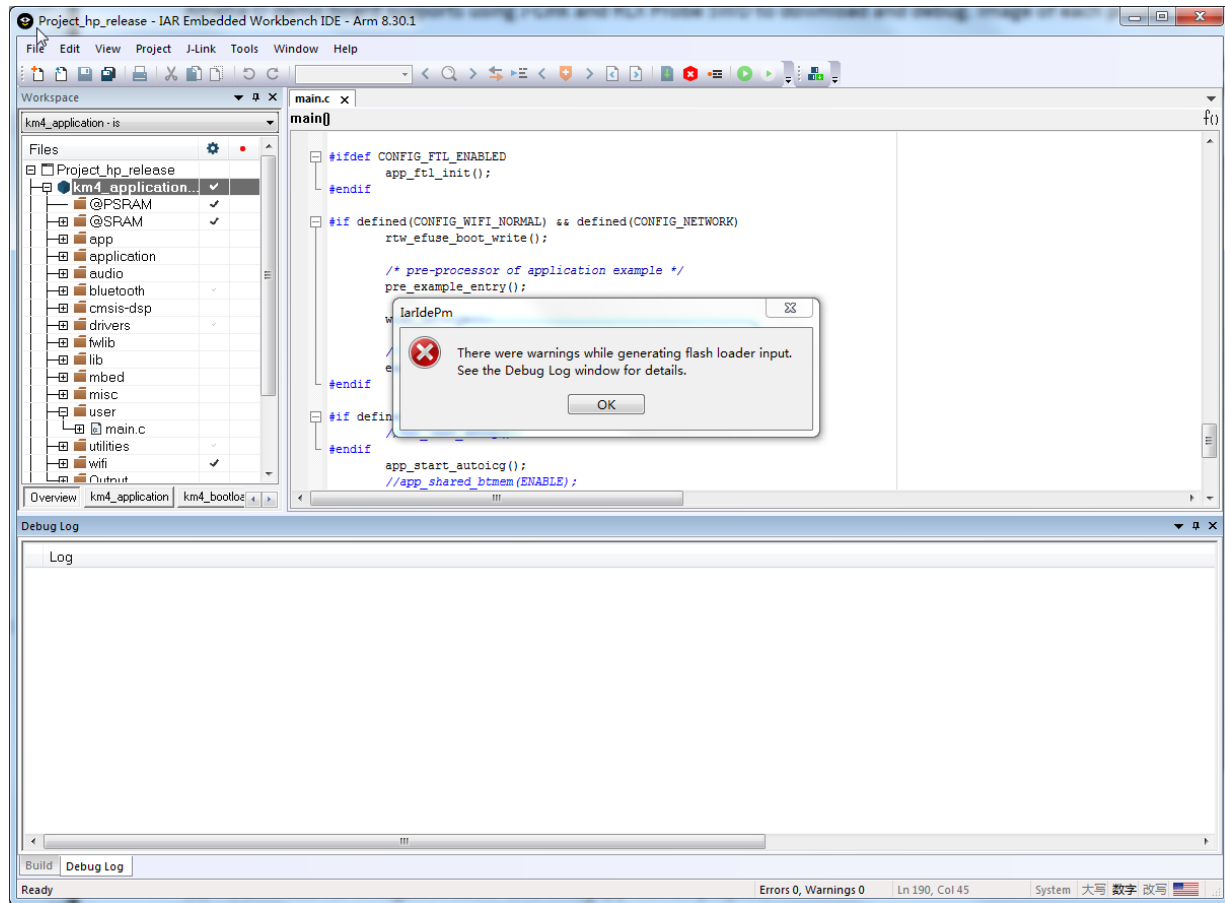 Project_hp_release - IAR Embedded Workbench IDE - Arm 8.30.1
File Edit View Project J-Link Tools Window Help
Workspace
km4_application - is
Files
Project_hp_release
km4_application...
@PSRAM
@SRAM
app
application
audio
bluetooth
cmsis-dsp
drivers
fwlib
lib
mbed
misc
user
main.c
utilities
wifi
Output
Overview km4_application km4_bootloa
main.c
main()
f()
#ifdef CONFIG_FTL_ENABLED
app_ftl_init();
#endif
#if defined(CONFIG_WIFI_NORMAL) && defined(CONFIG_NETWORK)
rtw_efuse_boot_write();
/* pre-processor of application example */
pre_example_entry();
#endif
#if defin
#endif
app_start_autoicg();
//app_shared_btmem(ENABLE);
IarIdePm
There were warnings while generating flash loader input.
See the Debug Log window for details.
OK
Debug Log
Log
Build Debug Log
Ready Errors 0, Warnings 0 Ln 190, Col 45 System 大写 数字 改写